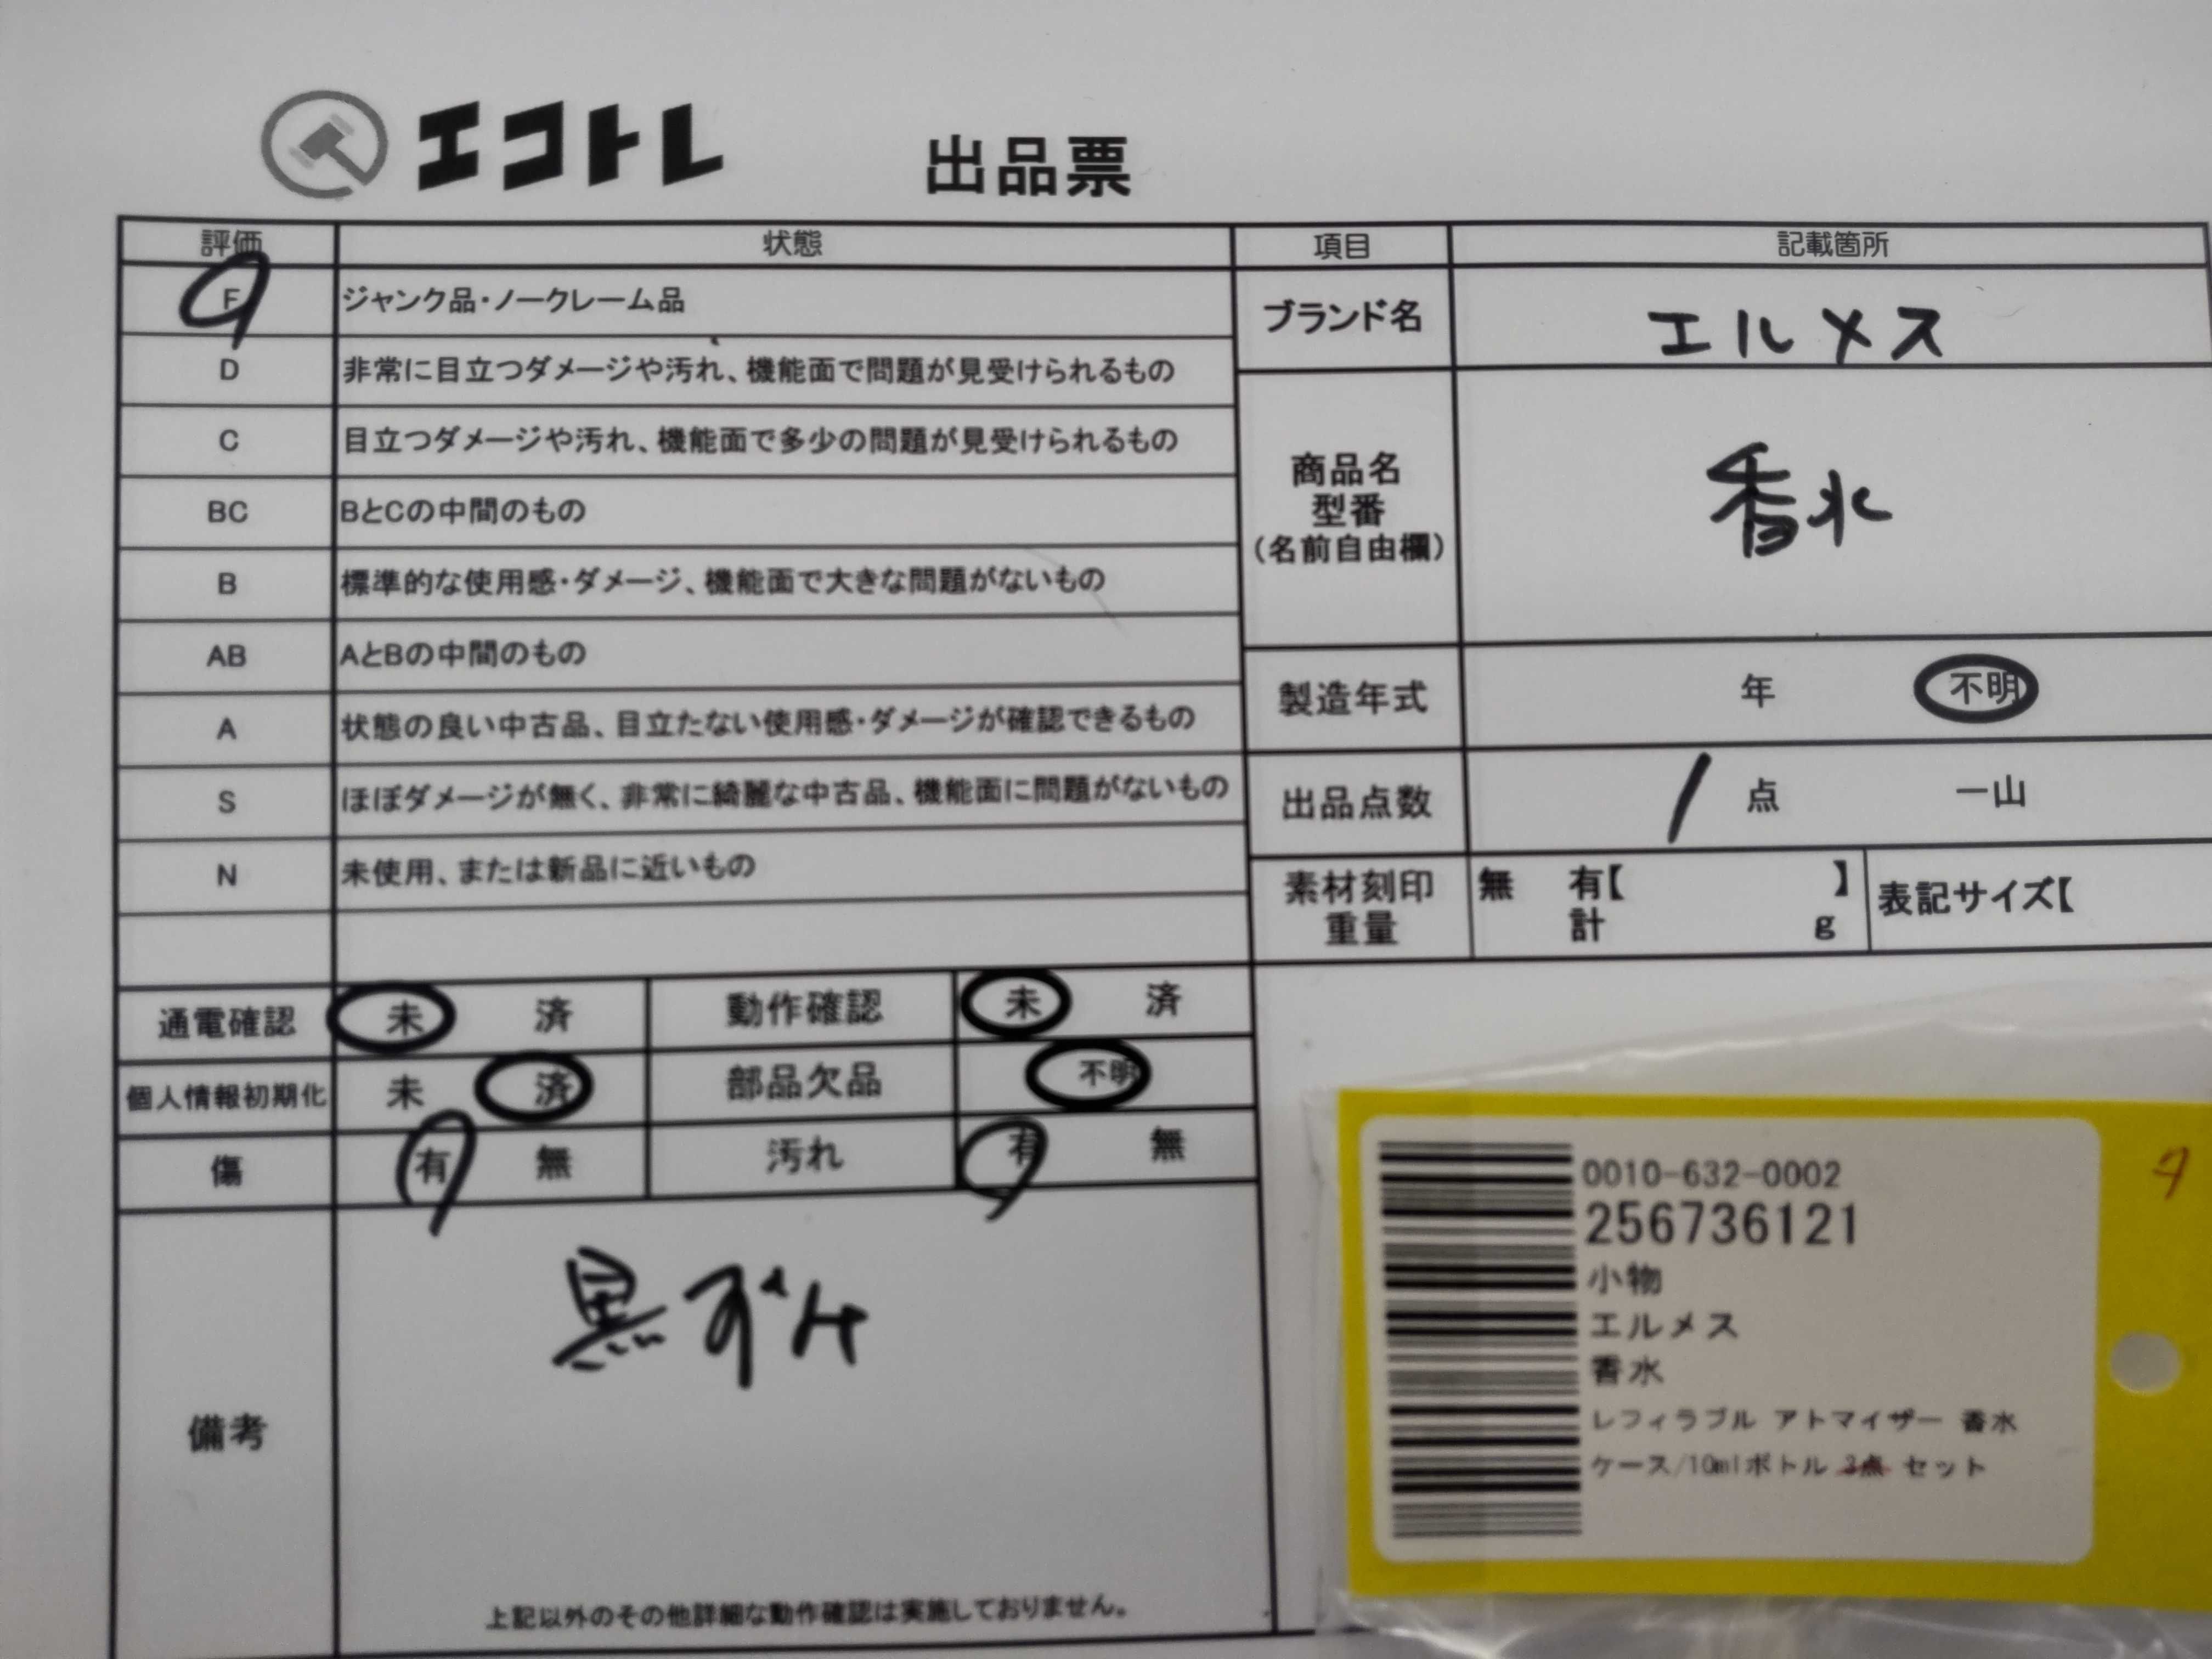 エコトレ
出品票
評価 状態 項目 記載箇所
F ジャンク品・ノークレーム品
D 非常に目立つダメージや汚れ、機能面で問題が見受けられるもの
C 目立つダメージや汚れ、機能面で多少の問題が見受けられるもの
BC BとCの中間のもの
B 標準的な使用感・ダメージ、機能面で大きな問題がないもの
AB AとBの中間のもの
A 状態の良い中古品、目立たない使用感・ダメージが確認できるもの
S ほぼダメージが無く、非常に綺麗な中古品、機能面に問題がないもの
N 未使用、または新品に近いもの
ブランド名 エルメス
商品名
型番
(名前自由欄)
香水
製造年式 年 不明
出品点数 1 点 一山
素材刻印 無 有【 】 表記サイズ【
重量 計 g
通電確認 未 済 動作確認 未 済
個人情報初期化 未 済 部品欠品 不明
傷 有 無 汚れ 有 無
備考
黒ずみ
上記以外のその他詳細な動作確認は実施しておりません。
0010-632-0002
256736121
小物
エルメス
香水
レフィラブル アトマイザー 香水
ケース/10mlボトル 3点 セット